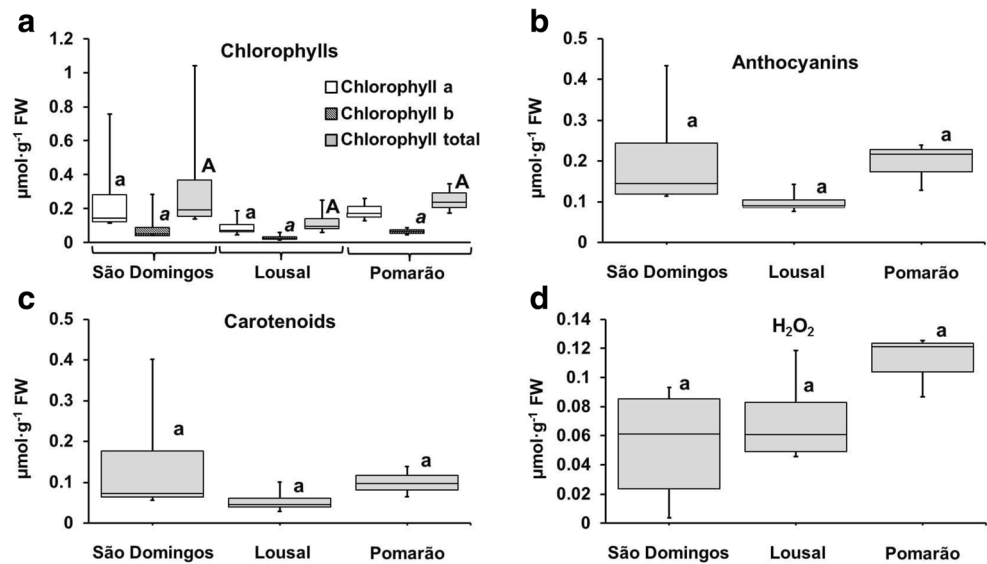 a
Chlorophylls
Chlorophyll a
Chlorophyll b
Chlorophyll total
µmol·g⁻¹ FW
1.2
1
0.8
0.6
0.4
0.2
0
a
a
A
a
a
A
a
a
A
São Domingos Lousal Pomarão
b
Anthocyanins
µmol·g⁻¹ FW
0.5
0.4
0.3
0.2
0.1
0
a
a
a
São Domingos Lousal Pomarão
c
Carotenoids
µmol·g⁻¹ FW
0.5
0.4
0.3
0.2
0.1
0
a
a
a
São Domingos Lousal Pomarão
d
H₂O₂
µmol·g⁻¹ FW
0.14
0.12
0.1
0.08
0.06
0.04
0.02
0
a
a
a
São Domingos Lousal Pomarão